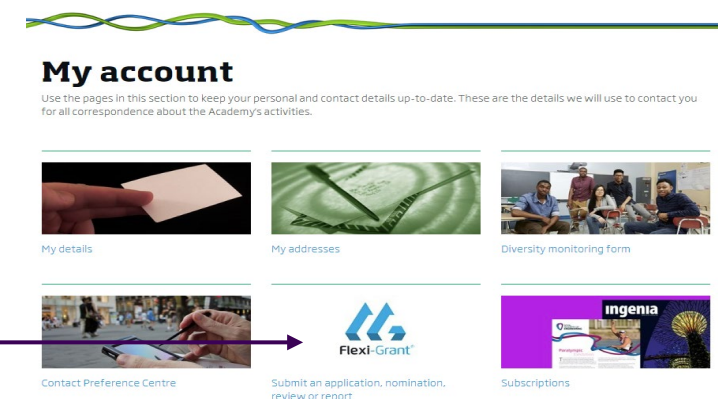 My account
Use the pages in this section to keep your personal and contact details up-to-date. These are the details we will use to contact you
for all correspondence about the Academy's activities.
My details
My addresses
Diversity monitoring form
Flexi-Grant
ingenia
Contact Preference Centre
Submit an application, nomination,
review or report
Subscriptions